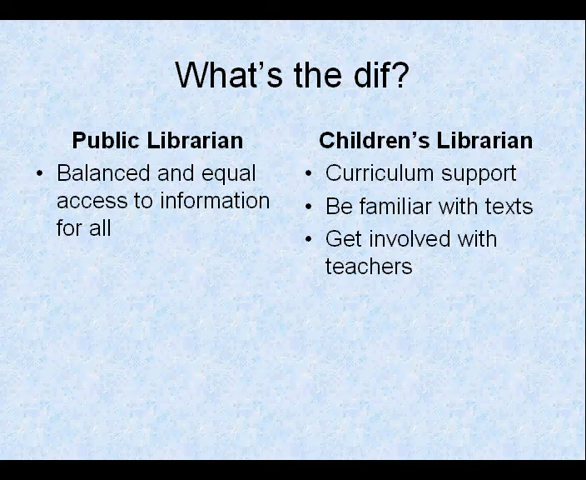 What's the dif?
Public Librarian
• Balanced and equal
access to information
for all
Children's Librarian
• Curriculum support
• Be familiar with texts
• Get involved with
teachers